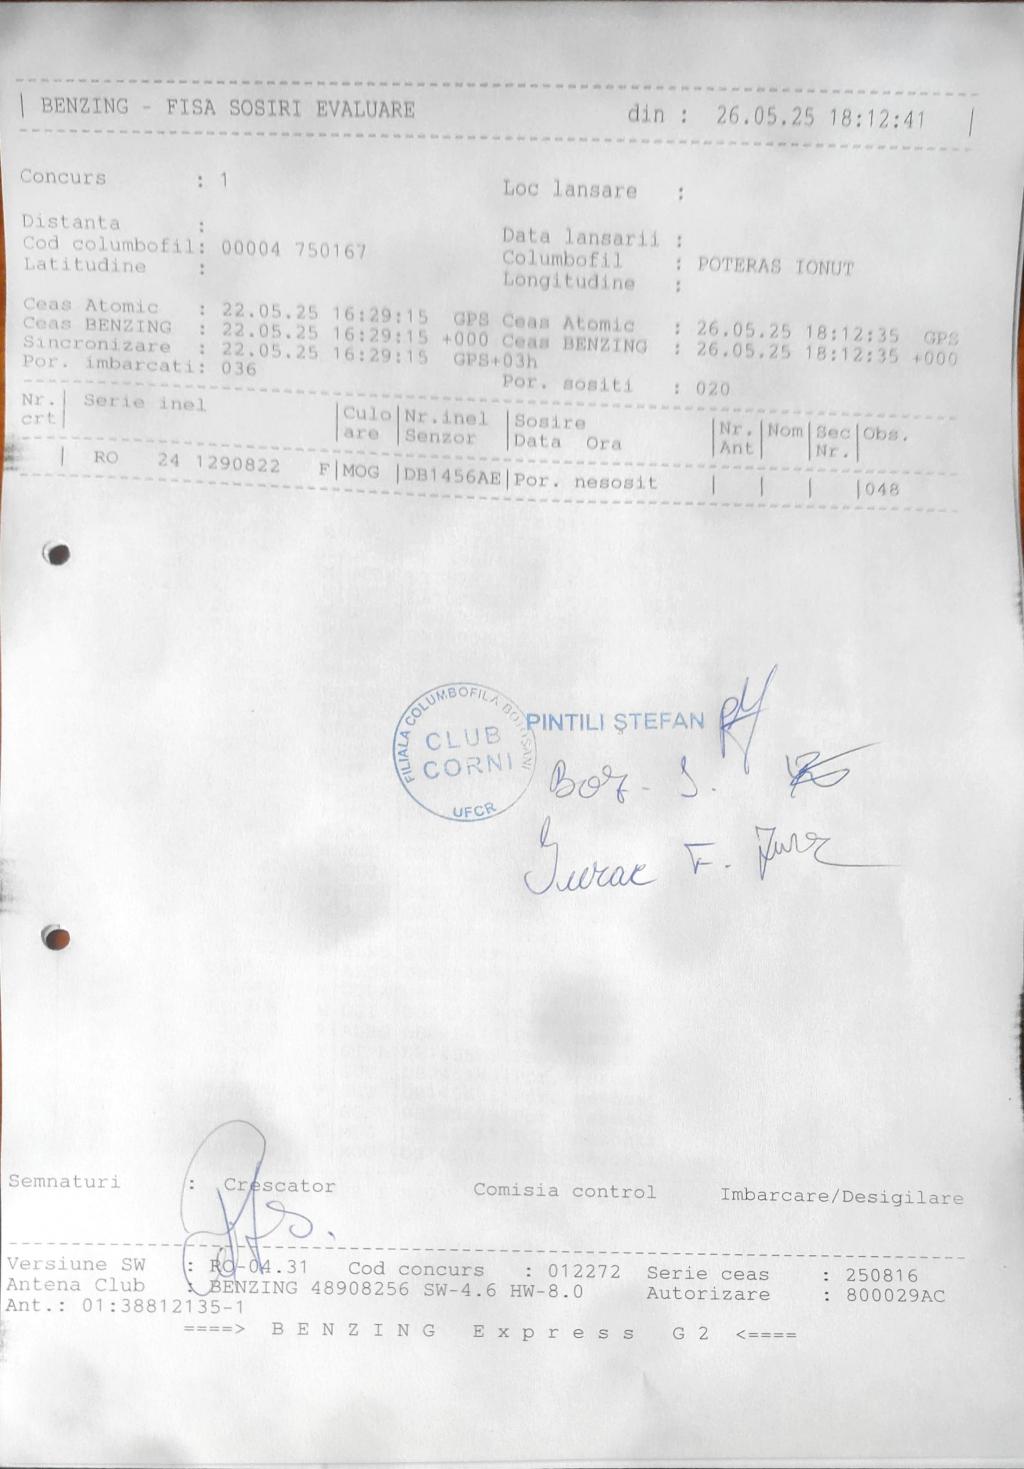 | BENZING - FISA SOSIRI EVALUARE din : 26.05.25 18:12:41 |
Concurs : 1 Loc lansare :
Distanta : Data lansarii :
Cod columbofil: 00004 750167 Columbofil : POTERAS IONUT
Latitudine : Longitudine :
Ceas Atomic : 22.05.25 16:29:15 GPS Ceas Atomic : 26.05.25 18:12:35 GPS
Ceas BENZING : 22.05.25 16:29:15 +000 Ceas BENZING : 26.05.25 18:12:35 +000
Sincronizare : 22.05.25 16:29:15 GPS+03h
Por. imbarcati: 036 Por. sositi : 020
Nr.| Serie inel |Culo|Nr.inel |Sosire |Nr.|Nom|Sec|Obs.
crt| |are |Senzor |Data Ora |Ant| |Nr.|
| RO 24 1290822 F|MOG |DB1456AE|Por. nesosit | | | |048
FILIALA COLUMBOFILA BOTOSANI
CLUB
CORNI
UFCR
PINTILI ŞTEFAN
F.
Semnaturi : Crescator Comisia control Imbarcare/Desigilare
Versiune SW : RO-04.31 Cod concurs : 012272 Serie ceas : 250816
Antena Club : BENZING 48908256 SW-4.6 HW-8.0 Autorizare : 800029AC
Ant.: 01:38812135-1
====> B E N Z I N G E x p r e s s G 2 <====